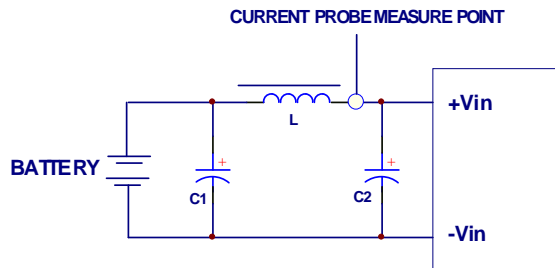 CURRENT PROBE MEASURE POINT
+Vin
L
BATTERY
+
C1
+
C2
-Vin